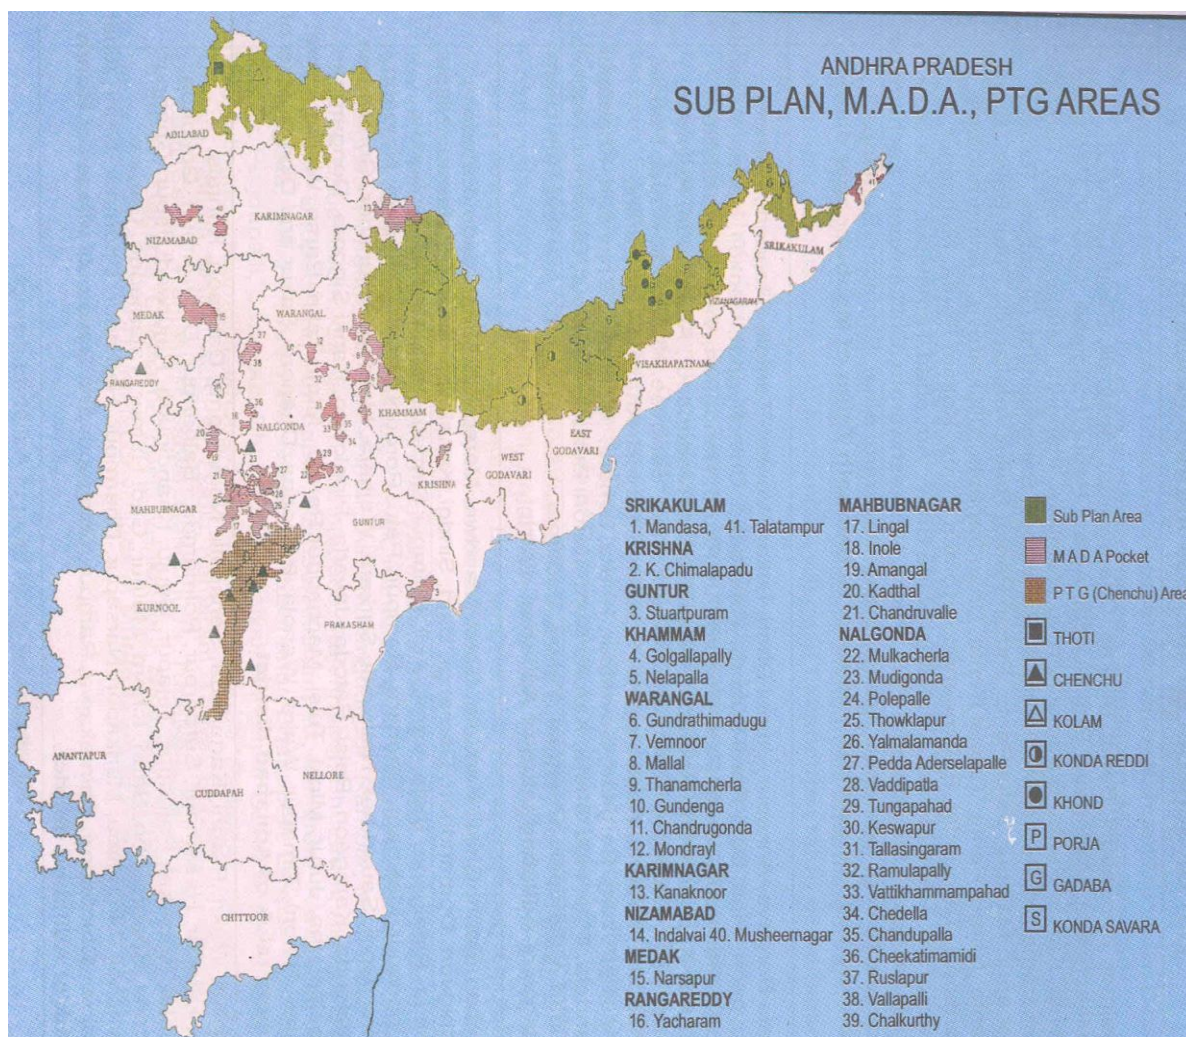 ANDHRA PRADESH
SUB PLAN, M.A.D.A., PTG AREAS
ADILABAD
KARIMNAGAR
NIZAMABAD
SRIKAKULAM
VIZIANAGARAM
MEDAK
WARANGAL
VISAKHAPATNAM
RANGAREDDY
KHAMMAM
NALGONDA
EAST GODAVARI
WEST GODAVARI
KRISHNA
MAHBUBNAGAR
GUNTUR
KURNOOL
PRAKASHAM
ANANTAPUR
CUDDAPAH
NELLORE
CHITTOOR
SRIKAKULAM
1. Mandasa, 41. Talatampur
KRISHNA
2. K. Chimalapadu
GUNTUR
3. Stuartpuram
KHAMMAM
4. Golgallapally
5. Nelapalla
WARANGAL
6. Gundrathimadugu
7. Vemnoor
8. Mallal
9. Thanamcherla
10. Gundenga
11. Chandrugonda
12. Mondrayl
KARIMNAGAR
13. Kanaknoor
NIZAMABAD
14. Indalvai 40. Musheernagar
MEDAK
15. Narsapur
RANGAREDDY
16. Yacharam
MAHBUBNAGAR
17. Lingal
18. Inole
19. Amangal
20. Kadthal
21. Chandruvalle
NALGONDA
22. Mulkacherla
23. Mudigonda
24. Polepalle
25. Thowklapur
26. Yalmalamanda
27. Pedda Aderselapalle
28. Vaddipatla
29. Tungapahad
30. Keswapur
31. Tallasingaram
32. Ramulapally
33. Vattikhammampahad
34. Chedella
35. Chandupalla
36. Cheekatimamidi
37. Ruslapur
38. Vallapalli
39. Chalkurthy
Sub Plan Area
M A D A Pocket
P T G (Chenchu) Area
THOTI
CHENCHU
KOLAM
KONDA REDDI
KHOND
P PORJA
G GADABA
S KONDA SAVARA